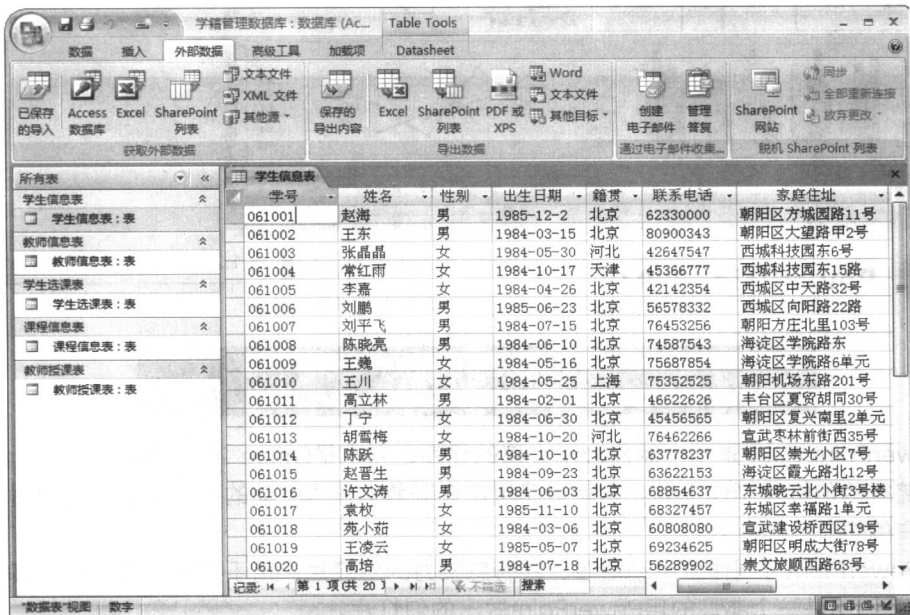 学籍管理数据库：数据库 (Ac... Table Tools
数据 插入 外部数据 高级工具 加载项 Datasheet
已保存的导入
Access 数据库
Excel
SharePoint 列表
文本文件
XML 文件
其他源
获取外部数据
保存的导出内容
Excel
SharePoint 列表
PDF 或 XPS
Word
文本文件
其他目标
导出数据
创建电子邮件
管理答复
通过电子邮件收集...
SharePoint 网站
同步
全部重新连接
放弃更改
脱机 SharePoint 列表
所有表
学生信息表
学生信息表：表
教师信息表
教师信息表：表
学生选课表
学生选课表：表
课程信息表
课程信息表：表
教师授课表
教师授课表：表
学生信息表
学号 姓名 性别 出生日期 籍贯 联系电话 家庭住址
061001 赵海 男 1985-12-2 北京 62330000 朝阳区方城园路11号
061002 王东 男 1984-03-15 北京 80900343 朝阳区大望路甲2号
061003 张晶晶 女 1984-05-30 河北 42647547 西城科技园东6号
061004 常红雨 女 1984-10-17 天津 45366777 西城科技园东15路
061005 李嘉 女 1984-04-26 北京 42142354 西城区中天路32号
061006 刘鹏 男 1985-06-23 北京 56578332 西城区向阳路22路
061007 刘平飞 男 1984-07-15 北京 76453256 朝阳方庄北里103号
061008 陈晓亮 男 1984-06-10 北京 74587543 海淀区学院路东
061009 王巍 女 1984-05-16 北京 75687854 海淀区学院路6单元
061010 王川 女 1984-05-25 上海 75352525 朝阳机场东路201号
061011 高立林 男 1984-02-01 北京 46622626 丰台区夏贸胡同30号
061012 丁宁 女 1984-06-30 北京 45456565 朝阳区复兴南里2单元
061013 胡雪梅 女 1984-10-20 河北 76462266 宣武枣林前街西35号
061014 陈跃 男 1984-10-10 北京 63778237 朝阳区崇光小区7号
061015 赵晋生 男 1984-09-23 北京 63622153 海淀区霞光路北12号
061016 许文涛 男 1984-06-03 北京 68854637 东城晓云北小街3号楼
061017 袁枚 女 1985-11-10 北京 68327457 东城区幸福路1单元
061018 苑小茹 女 1984-03-06 北京 60808080 宣武建设桥西区19号
061019 王凌云 女 1985-05-07 北京 69234625 朝阳区明成大街78号
061020 高培 男 1984-07-18 北京 56289902 崇文旅顺西路63号
记录: 第 1 项(共 20 项) 不筛选 搜索
"数据表"视图 数字